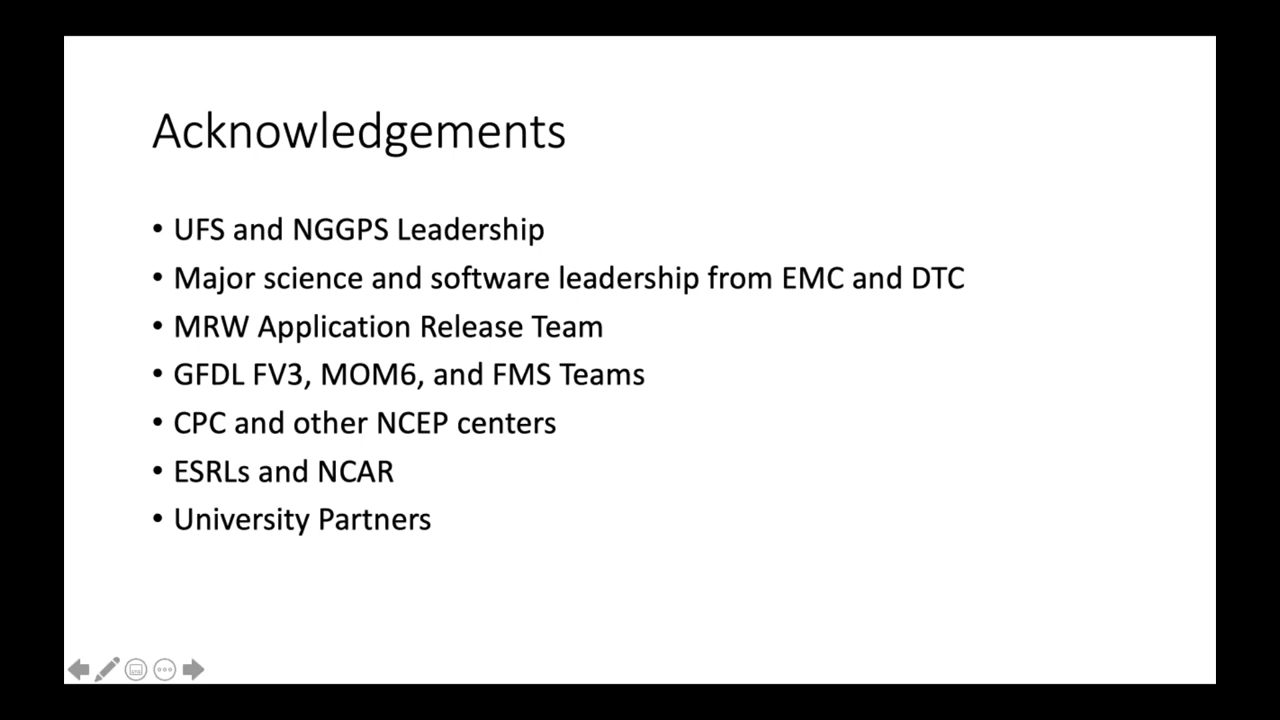 Acknowledgements
• UFS and NGGPS Leadership
• Major science and software leadership from EMC and DTC
• MRW Application Release Team
• GFDL FV3, MOM6, and FMS Teams
• CPC and other NCEP centers
• ESRLs and NCAR
• University Partners